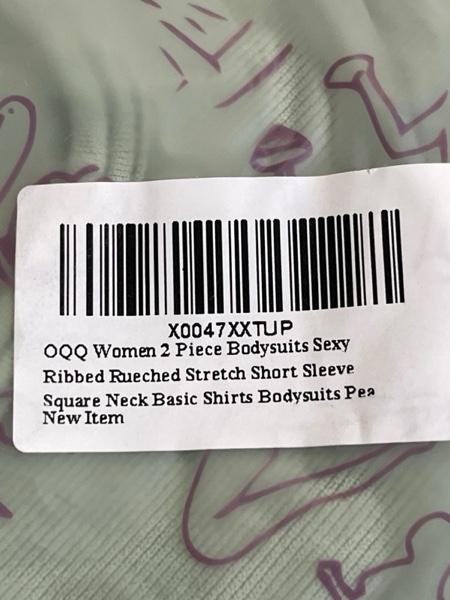 X0047XXTUP
OQQ Women 2 Piece Bodysuits Sexy
Ribbed Rueched Stretch Short Sleeve
Square Neck Basic Shirts Bodysuits Pea
New Item